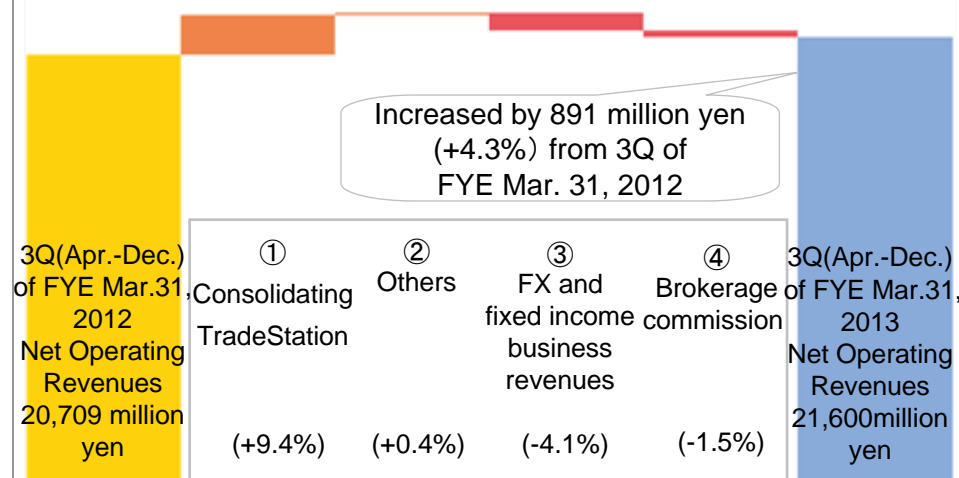 Increased by 891 million yen
(+4.3%）from 3Q of
FYE Mar. 31, 2012
3Q(Apr.-Dec.)
of FYE Mar.31,
2012
Net Operating
Revenues
20,709 million
yen
①
Consolidating
TradeStation
(+9.4%)
②
Others
(+0.4%)
③
FX and
fixed income
business
revenues
(-4.1%)
④
Brokerage
commission
(-1.5%)
3Q(Apr.-Dec.)
of FYE Mar.31,
2013
Net Operating
Revenues
21,600million
yen